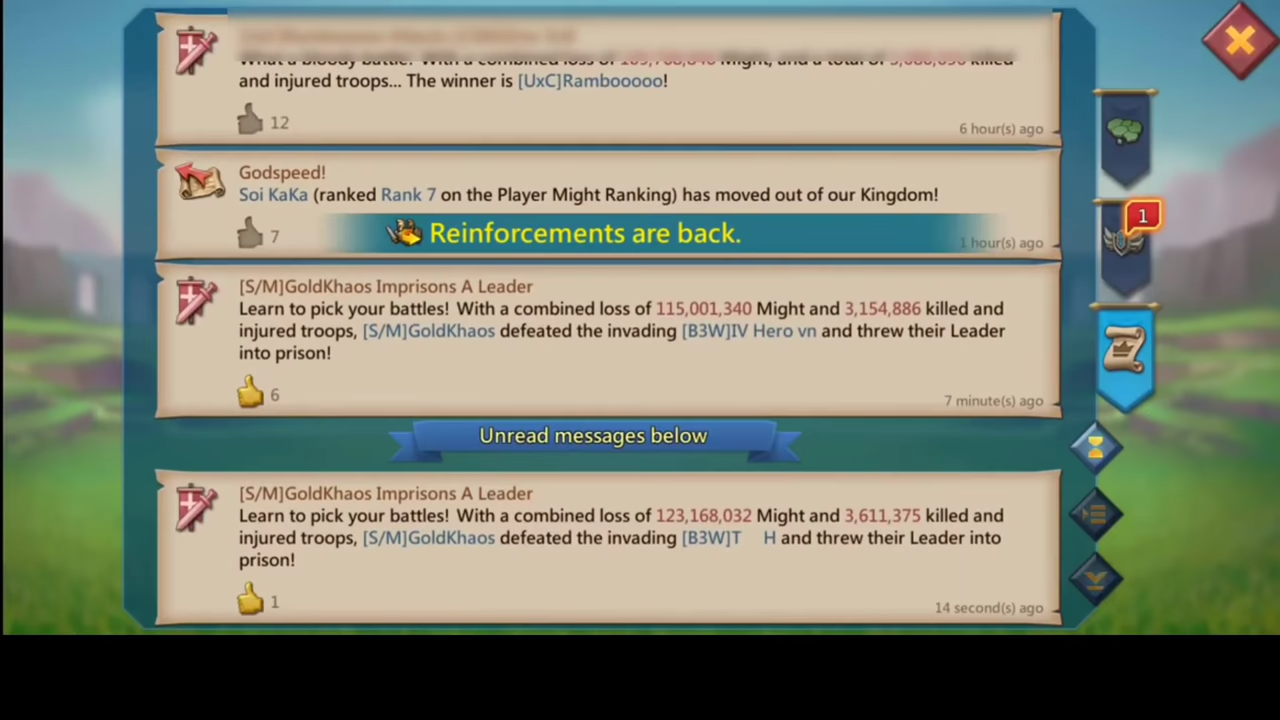 and injured troops... The winner is [UxC]Rambooooo!
12
6 hour(s) ago
Godspeed!
Soi KaKa (ranked Rank 7 on the Player Might Ranking) has moved out of our Kingdom!
7
Reinforcements are back.
1 hour(s) ago
1
[S/M]GoldKhaos Imprisons A Leader
Learn to pick your battles! With a combined loss of 115,001,340 Might and 3,154,886 killed and
injured troops, [S/M]GoldKhaos defeated the invading [B3W]IV Hero vn and threw their Leader
into prison!
6
7 minute(s) ago
Unread messages below
[S/M]GoldKhaos Imprisons A Leader
Learn to pick your battles! With a combined loss of 123,168,032 Might and 3,611,375 killed and
injured troops, [S/M]GoldKhaos defeated the invading [B3W]T H and threw their Leader into
prison!
1
14 second(s) ago